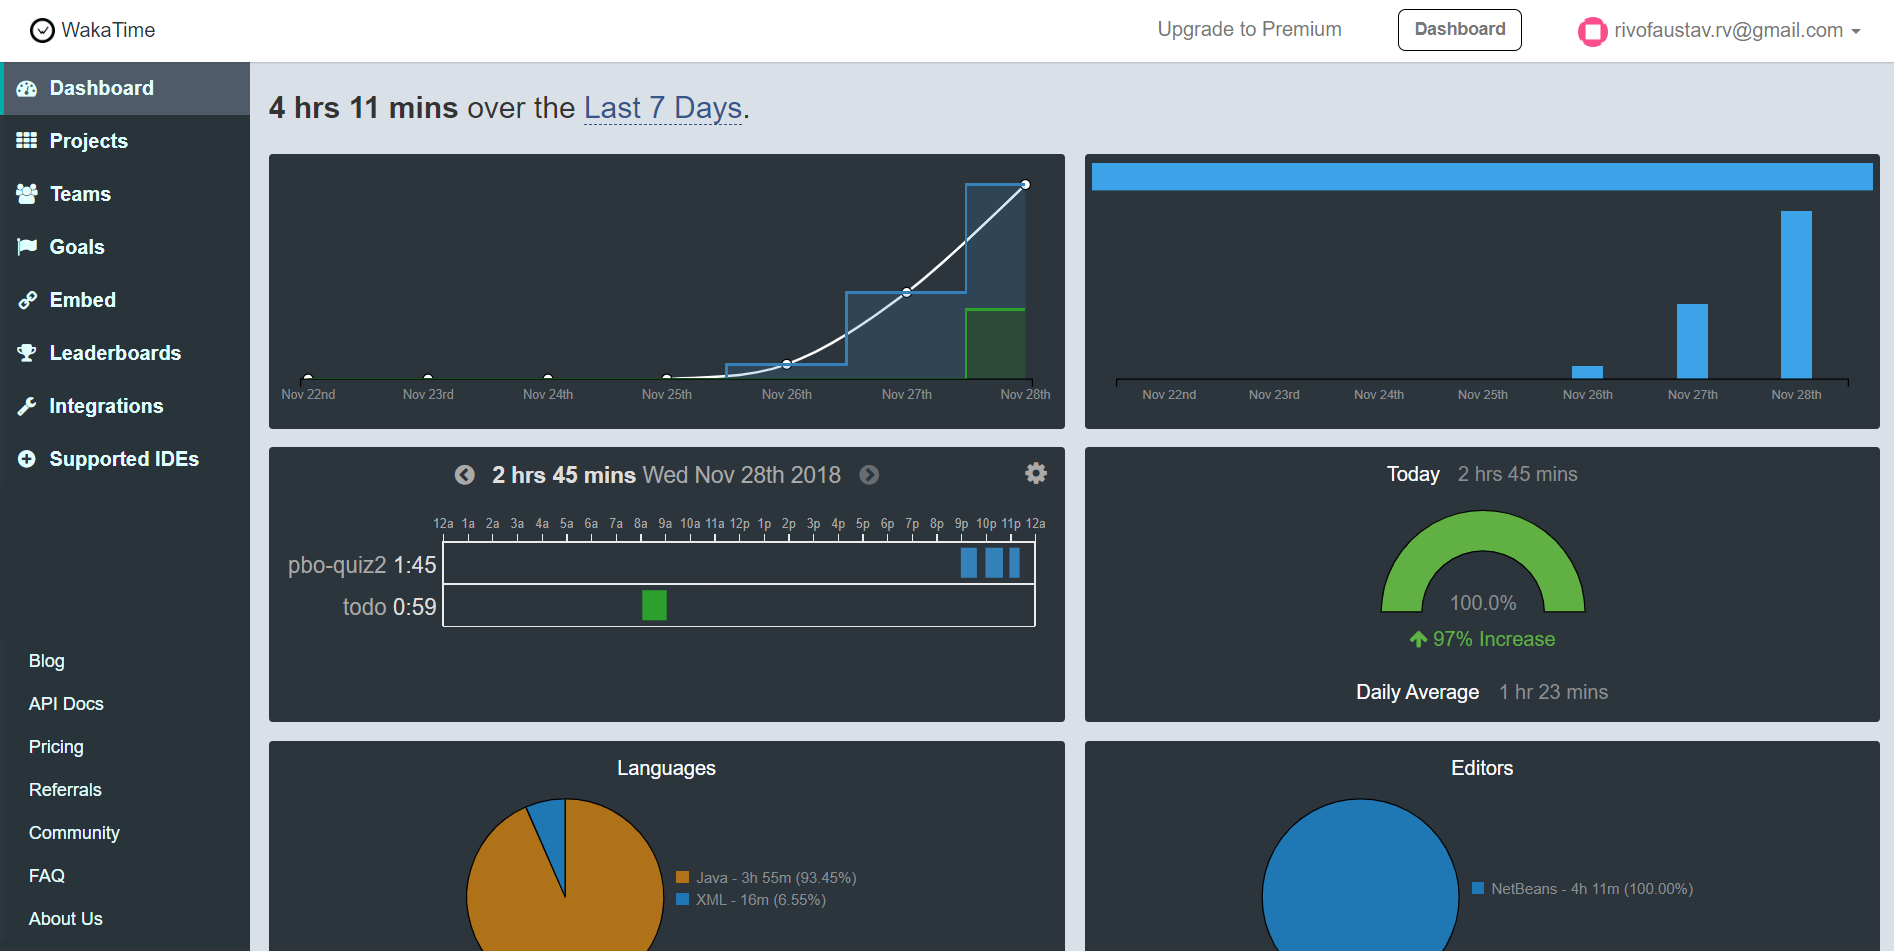 WakaTime
Upgrade to Premium
Dashboard
rivofaustav.rv@gmail.com
Dashboard
Projects
Teams
Goals
Embed
Leaderboards
Integrations
Supported IDEs
Blog
API Docs
Pricing
Referrals
Community
FAQ
About Us
4 hrs 11 mins over the Last 7 Days.
Nov 22nd Nov 23rd Nov 24th Nov 25th Nov 26th Nov 27th Nov 28th
Nov 22nd Nov 23rd Nov 24th Nov 25th Nov 26th Nov 27th Nov 28th
2 hrs 45 mins Wed Nov 28th 2018
12a 1a 2a 3a 4a 5a 6a 7a 8a 9a 10a 11a 12p 1p 2p 3p 4p 5p 6p 7p 8p 9p 10p 11p 12a
pbo-quiz2 1:45
todo 0:59
Today 2 hrs 45 mins
100.0%
97% Increase
Daily Average 1 hr 23 mins
Languages
Java - 3h 55m (93.45%)
XML - 16m (6.55%)
Editors
NetBeans - 4h 11m (100.00%)